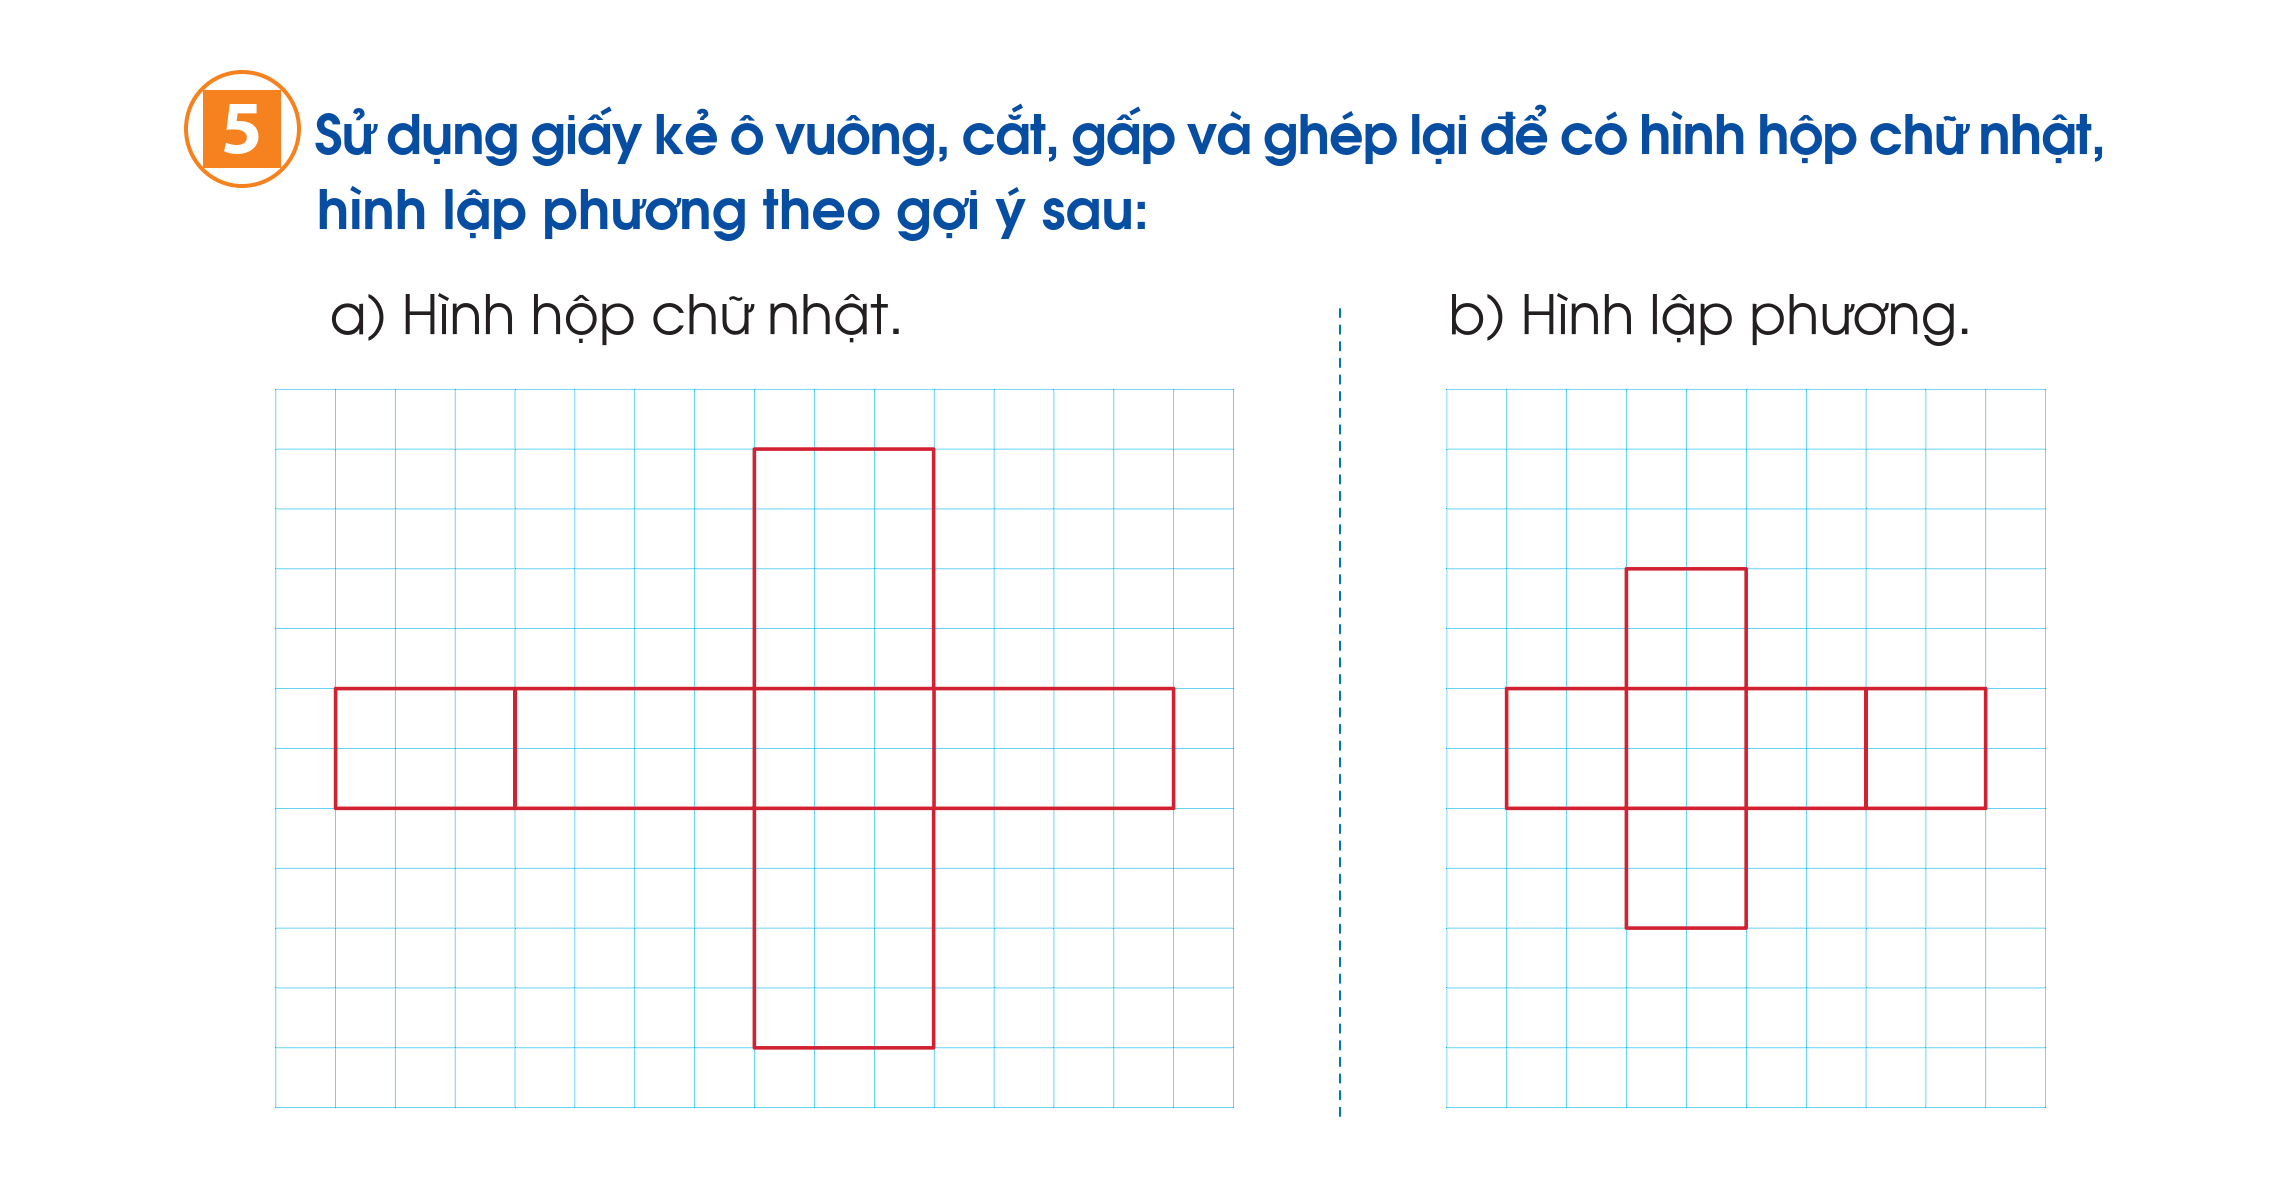 5 Sử dụng giấy kẻ ô vuông, cắt, gấp và ghép lại để có hình hộp chữ nhật,
hình lập phương theo gợi ý sau:
a) Hình hộp chữ nhật.
b) Hình lập phương.